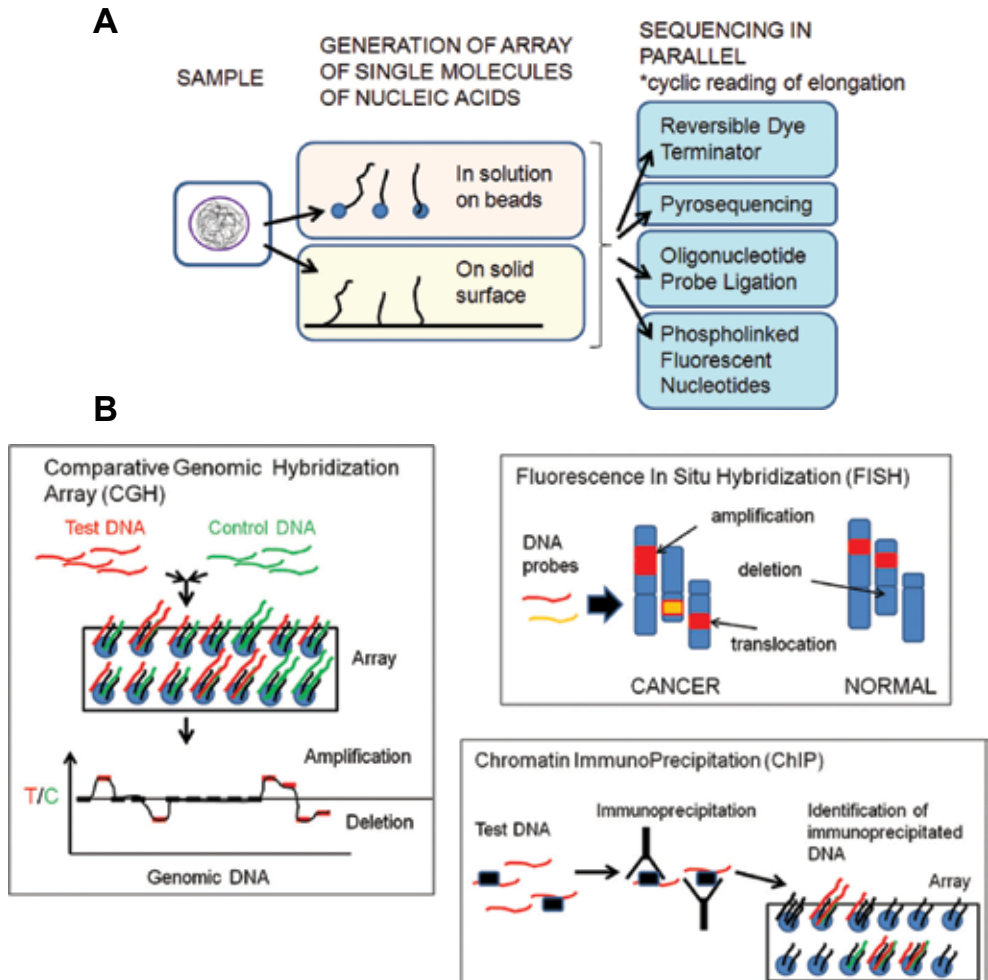 A
SAMPLE
GENERATION OF ARRAY
OF SINGLE MOLECULES
OF NUCLEIC ACIDS
SEQUENCING IN
PARALLEL
*cyclic reading of elongation
In solution
on beads
On solid
surface
Reversible Dye
Terminator
Pyrosequencing
Oligonucleotide
Probe Ligation
Phospholinked
Fluorescent
Nucleotides
B
Comparative Genomic Hybridization
Array (CGH)
Test DNA
Control DNA
Array
Amplification
T/C
Deletion
Genomic DNA
Fluorescence In Situ Hybridization (FISH)
DNA
probes
amplification
deletion
translocation
CANCER
NORMAL
Chromatin ImmunoPrecipitation (ChIP)
Test DNA
Immunoprecipitation
Identification of
immunoprecipitated
DNA
Array